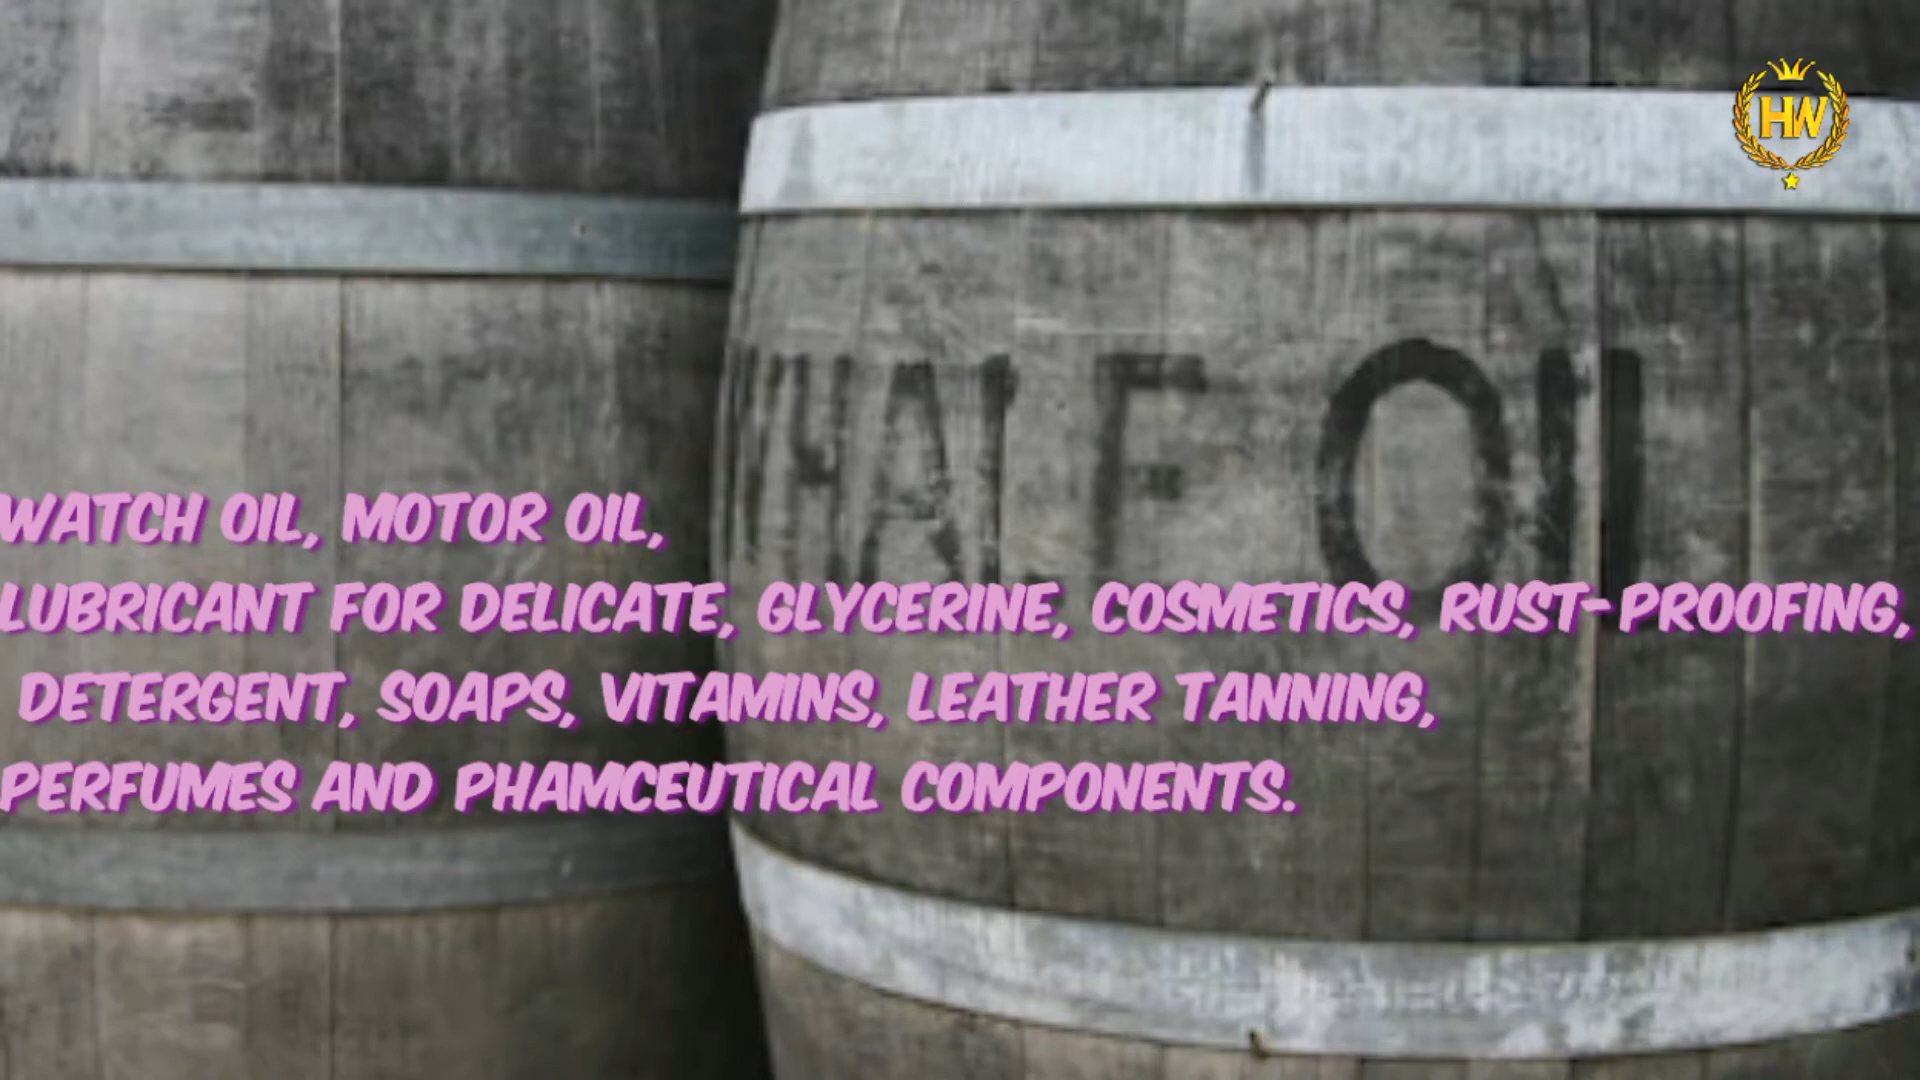 HW
WHALE OIL
WATCH OIL, MOTOR OIL,
LUBRICANT FOR DELICATE, GLYCERINE, COSMETICS, RUST-PROOFING,
DETERGENT, SOAPS, VITAMINS, LEATHER TANNING,
PERFUMES AND PHAMCEUTICAL COMPONENTS.